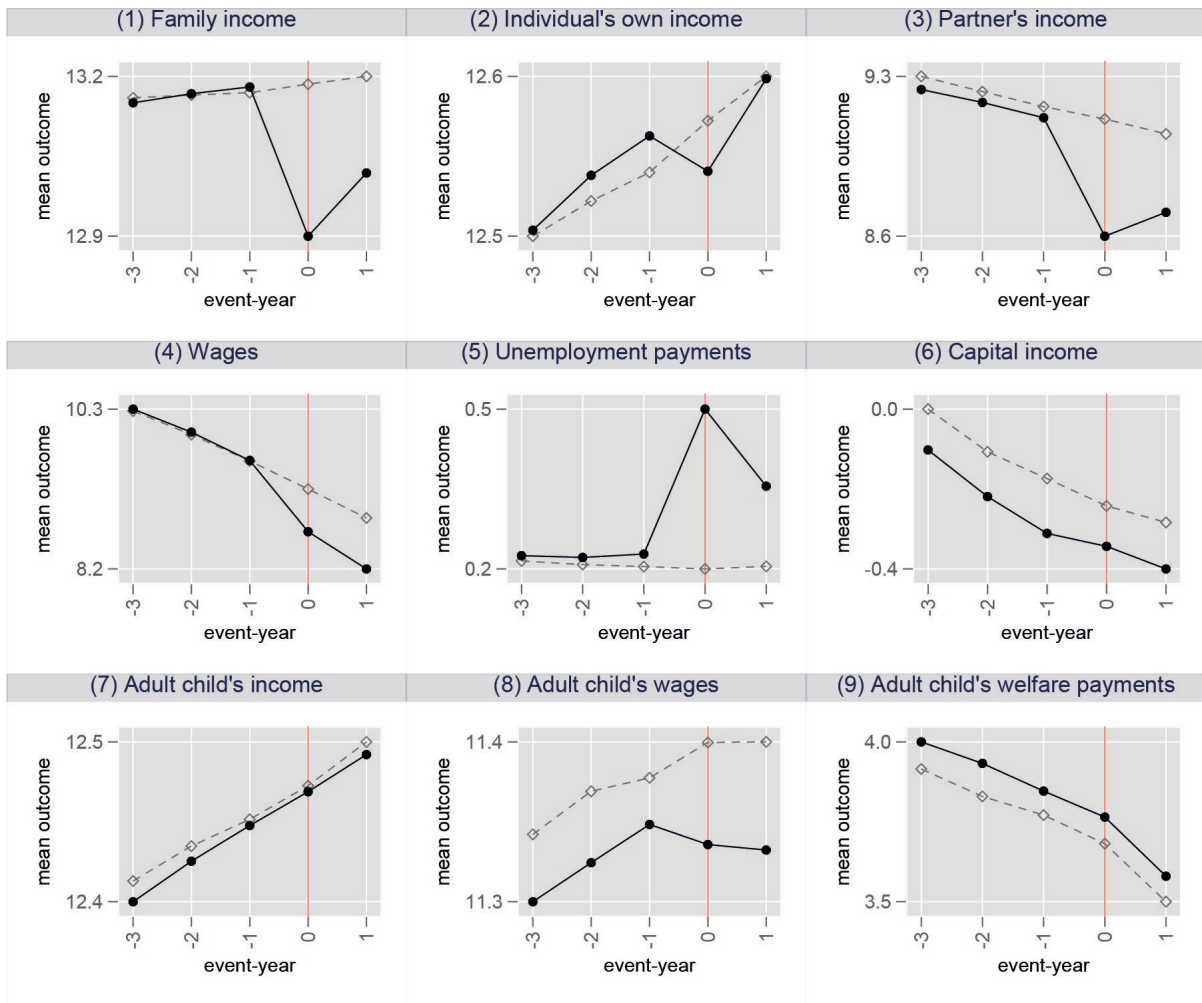 (1) Family income
(2) Individual's own income
(3) Partner's income
13.2
12.9
mean outcome
-3 -2 -1 0 1
event-year
12.6
12.5
mean outcome
-3 -2 -1 0 1
event-year
9.3
8.6
mean outcome
-3 -2 -1 0 1
event-year
(4) Wages
(5) Unemployment payments
(6) Capital income
10.3
8.2
mean outcome
-3 -2 -1 0 1
event-year
0.5
0.2
mean outcome
-3 -2 -1 0 1
event-year
0.0
-0.4
mean outcome
-3 -2 -1 0 1
event-year
(7) Adult child's income
(8) Adult child's wages
(9) Adult child's welfare payments
12.5
12.4
mean outcome
-3 -2 -1 0 1
event-year
11.4
11.3
mean outcome
-3 -2 -1 0 1
event-year
4.0
3.5
mean outcome
-3 -2 -1 0 1
event-year